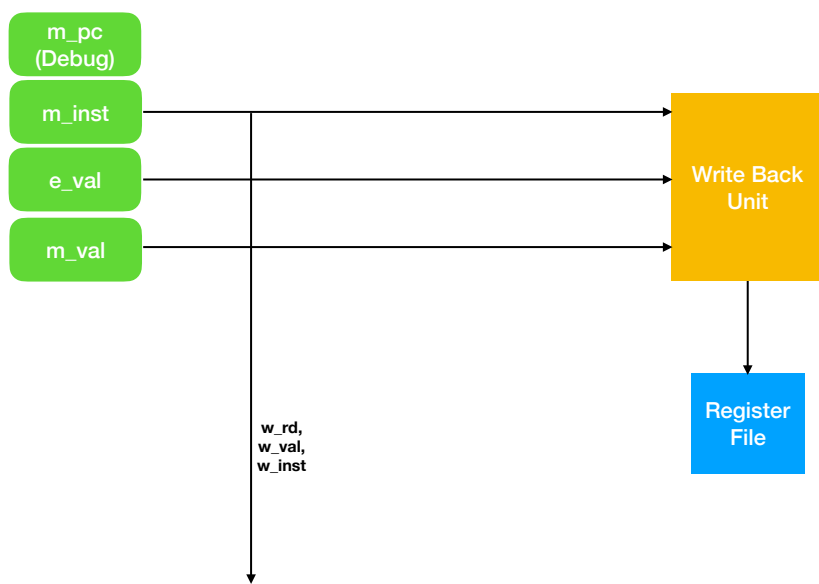 m_pc
(Debug)
m_inst
e_val
m_val
Write Back
Unit
Register
File
w_rd,
w_val,
w_inst